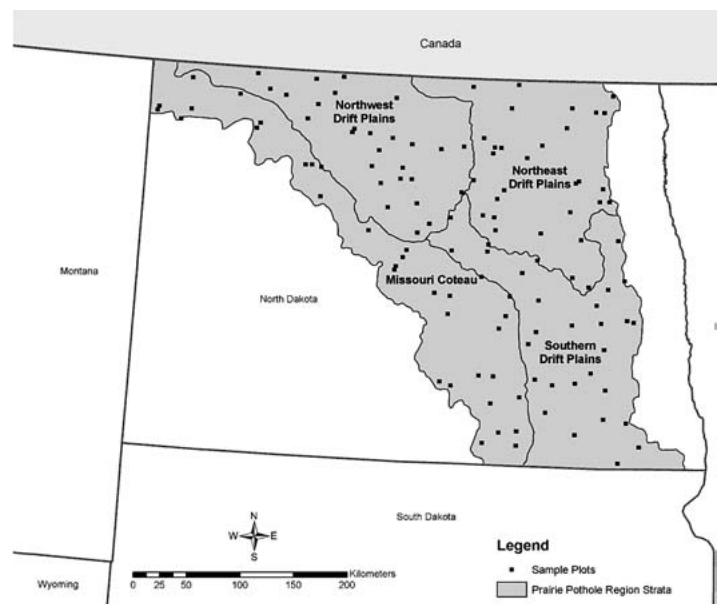 Canada
Northwest
Drift Plains
Northeast
Drift Plains
Montana
Missouri Coteau
North Dakota
Southern
Drift Plains
South Dakota
N
W E
S
Legend
Sample Plots
Prairie Pothole Region Strata
Kilometers
0 25 50 100 150 200
Wyoming